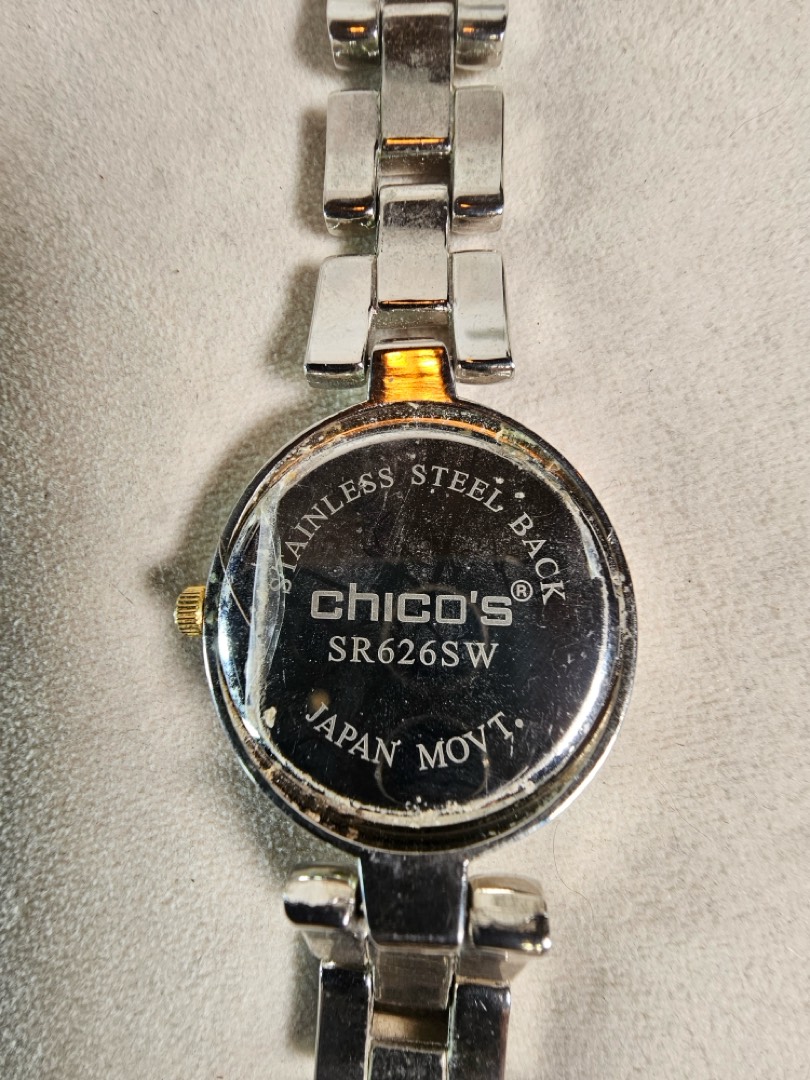 STAINLESS STEEL BACK
chico's®
SR626SW
JAPAN MOVT.